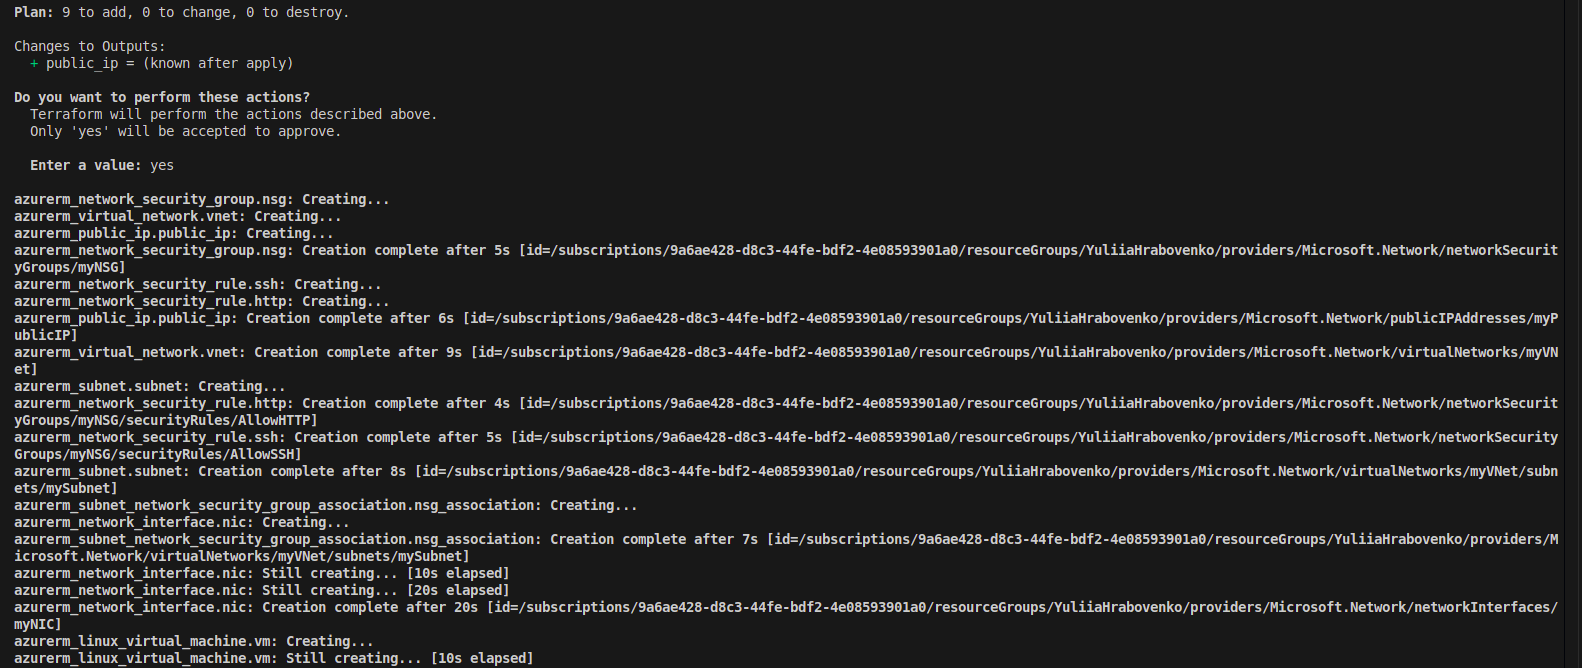 Plan: 9 to add, 0 to change, 0 to destroy.
Changes to Outputs:
+ public_ip = (known after apply)
Do you want to perform these actions?
Terraform will perform the actions described above.
Only 'yes' will be accepted to approve.
Enter a value: yes
azurerm_network_security_group.nsg: Creating...
azurerm_virtual_network.vnet: Creating...
azurerm_public_ip.public_ip: Creating...
azurerm_network_security_group.nsg: Creation complete after 5s [id=/subscriptions/9a6ae428-d8c3-44fe-bdf2-4e08593901a0/resourceGroups/YuliiaHrabovenko/providers/Microsoft.Network/networkSecurit
yGroups/myNSG]
azurerm_network_security_rule.ssh: Creating...
azurerm_network_security_rule.http: Creating...
azurerm_public_ip.public_ip: Creation complete after 6s [id=/subscriptions/9a6ae428-d8c3-44fe-bdf2-4e08593901a0/resourceGroups/YuliiaHrabovenko/providers/Microsoft.Network/publicIPAddresses/myP
ublicIP]
azurerm_virtual_network.vnet: Creation complete after 9s [id=/subscriptions/9a6ae428-d8c3-44fe-bdf2-4e08593901a0/resourceGroups/YuliiaHrabovenko/providers/Microsoft.Network/virtualNetworks/myVN
et]
azurerm_subnet.subnet: Creating...
azurerm_network_security_rule.http: Creation complete after 4s [id=/subscriptions/9a6ae428-d8c3-44fe-bdf2-4e08593901a0/resourceGroups/YuliiaHrabovenko/providers/Microsoft.Network/networkSecurit
yGroups/myNSG/securityRules/AllowHTTP]
azurerm_network_security_rule.ssh: Creation complete after 5s [id=/subscriptions/9a6ae428-d8c3-44fe-bdf2-4e08593901a0/resourceGroups/YuliiaHrabovenko/providers/Microsoft.Network/networkSecurity
Groups/myNSG/securityRules/AllowSSH]
azurerm_subnet.subnet: Creation complete after 8s [id=/subscriptions/9a6ae428-d8c3-44fe-bdf2-4e08593901a0/resourceGroups/YuliiaHrabovenko/providers/Microsoft.Network/virtualNetworks/myVNet/subn
ets/mySubnet]
azurerm_subnet_network_security_group_association.nsg_association: Creating...
azurerm_network_interface.nic: Creating...
azurerm_subnet_network_security_group_association.nsg_association: Creation complete after 7s [id=/subscriptions/9a6ae428-d8c3-44fe-bdf2-4e08593901a0/resourceGroups/YuliiaHrabovenko/providers/M
icrosoft.Network/virtualNetworks/myVNet/subnets/mySubnet]
azurerm_network_interface.nic: Still creating... [10s elapsed]
azurerm_network_interface.nic: Still creating... [20s elapsed]
azurerm_network_interface.nic: Creation complete after 20s [id=/subscriptions/9a6ae428-d8c3-44fe-bdf2-4e08593901a0/resourceGroups/YuliiaHrabovenko/providers/Microsoft.Network/networkInterfaces/
myNIC]
azurerm_linux_virtual_machine.vm: Creating...
azurerm_linux_virtual_machine.vm: Still creating... [10s elapsed]